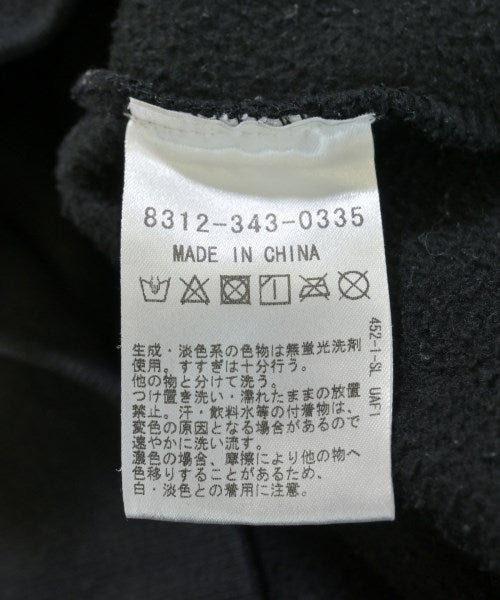 8312-343-0335
MADE IN CHINA
生成・淡色系の色物は無蛍光洗剤
使用。すすぎは十分行う。
他の物と分けて洗う。
つけ置き洗い・濡れたままの放置
禁止。汗・飲料水等の付着物は、
変色の原因となる場合があるので
速やかに洗い流す。
濃色の場合、摩擦により他の物へ
色移りすることがあるため、
白・淡色との着用に注意。
452-1-SL UAF1